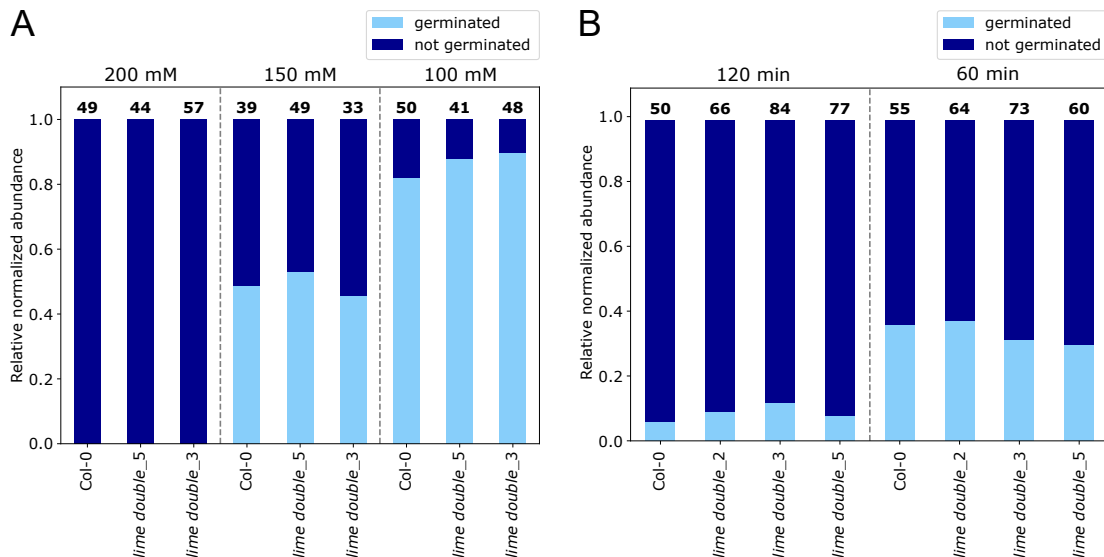 A
germinated
not germinated
200 mM
150 mM
100 mM
49 44 57 39 49 33 50 41 48
Relative normalized abundance
1.0
0.8
0.6
0.4
0.2
0.0
Col-0
lime double_5
lime double_3
Col-0
lime double_5
lime double_3
Col-0
lime double_5
lime double_3
B
germinated
not germinated
120 min
60 min
50 66 84 77 55 64 73 60
Relative normalized abundance
1.0
0.8
0.6
0.4
0.2
0.0
Col-0
lime double_2
lime double_3
lime double_5
Col-0
lime double_2
lime double_3
lime double_5